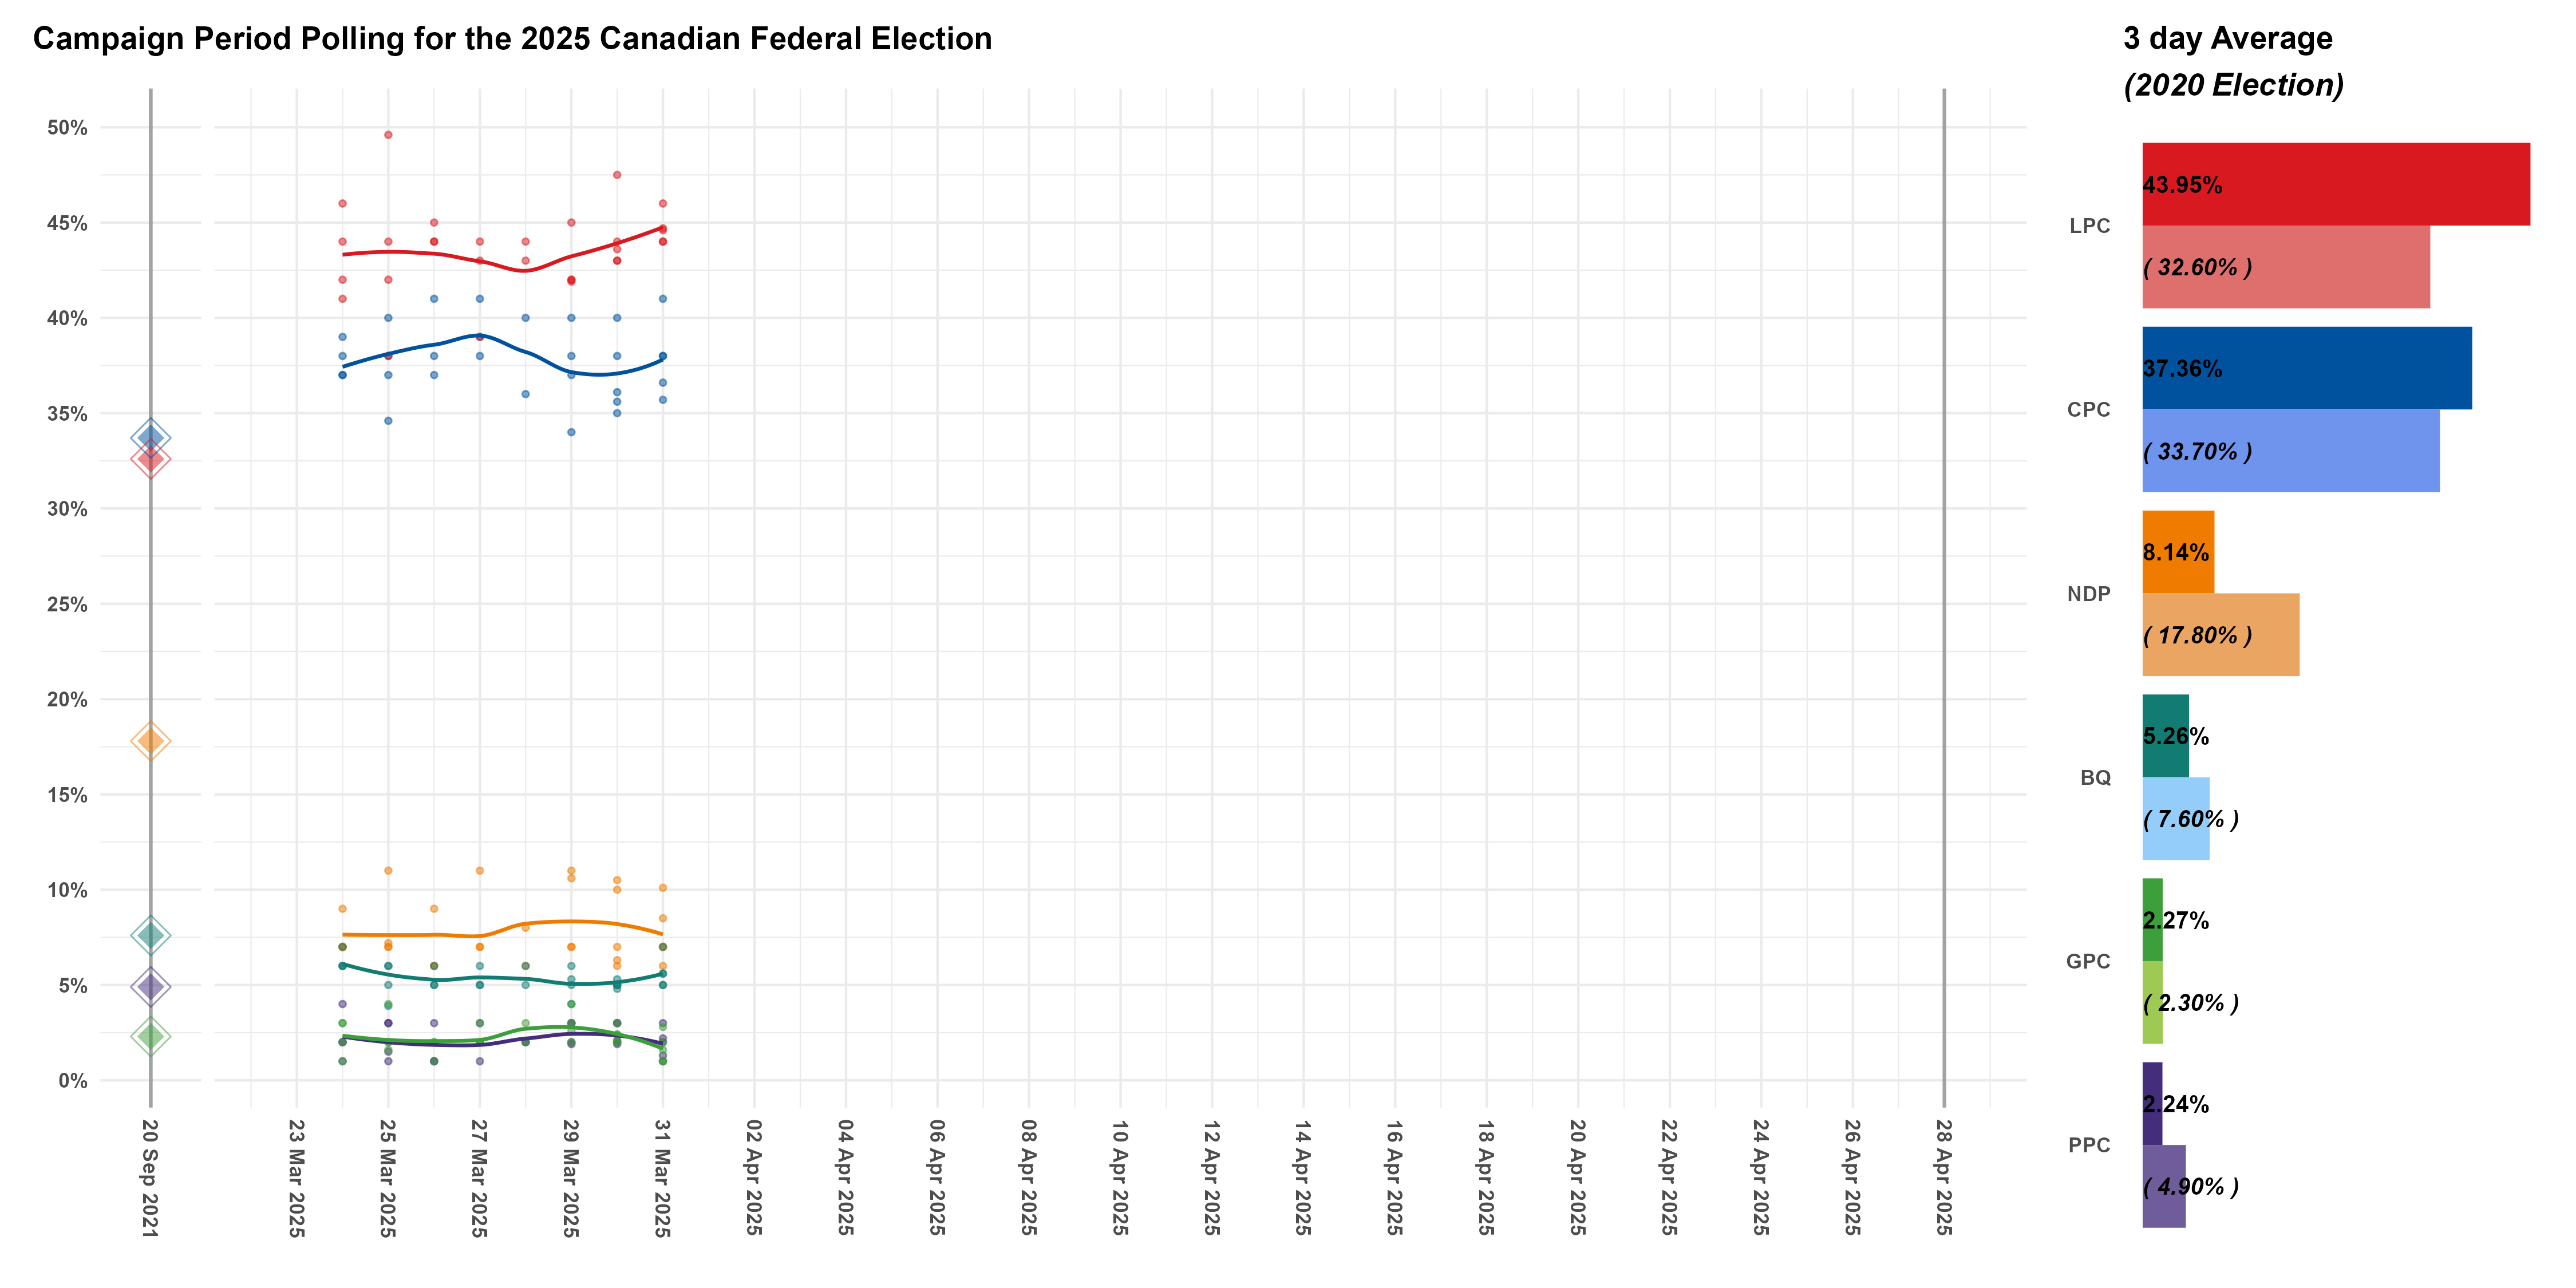 Campaign Period Polling for the 2025 Canadian Federal Election
50%
45%
40%
35%
30%
25%
20%
15%
10%
5%
0%
20 Sep 2021
23 Mar 2025
25 Mar 2025
27 Mar 2025
29 Mar 2025
31 Mar 2025
02 Apr 2025
04 Apr 2025
06 Apr 2025
08 Apr 2025
10 Apr 2025
12 Apr 2025
14 Apr 2025
16 Apr 2025
18 Apr 2025
20 Apr 2025
22 Apr 2025
24 Apr 2025
26 Apr 2025
28 Apr 2025
3 day Average
(2020 Election)
LPC
43.95%
( 32.60% )
CPC
37.36%
( 33.70% )
NDP
8.14%
( 17.80% )
BQ
5.26%
( 7.60% )
GPC
2.27%
( 2.30% )
PPC
2.24%
( 4.90% )